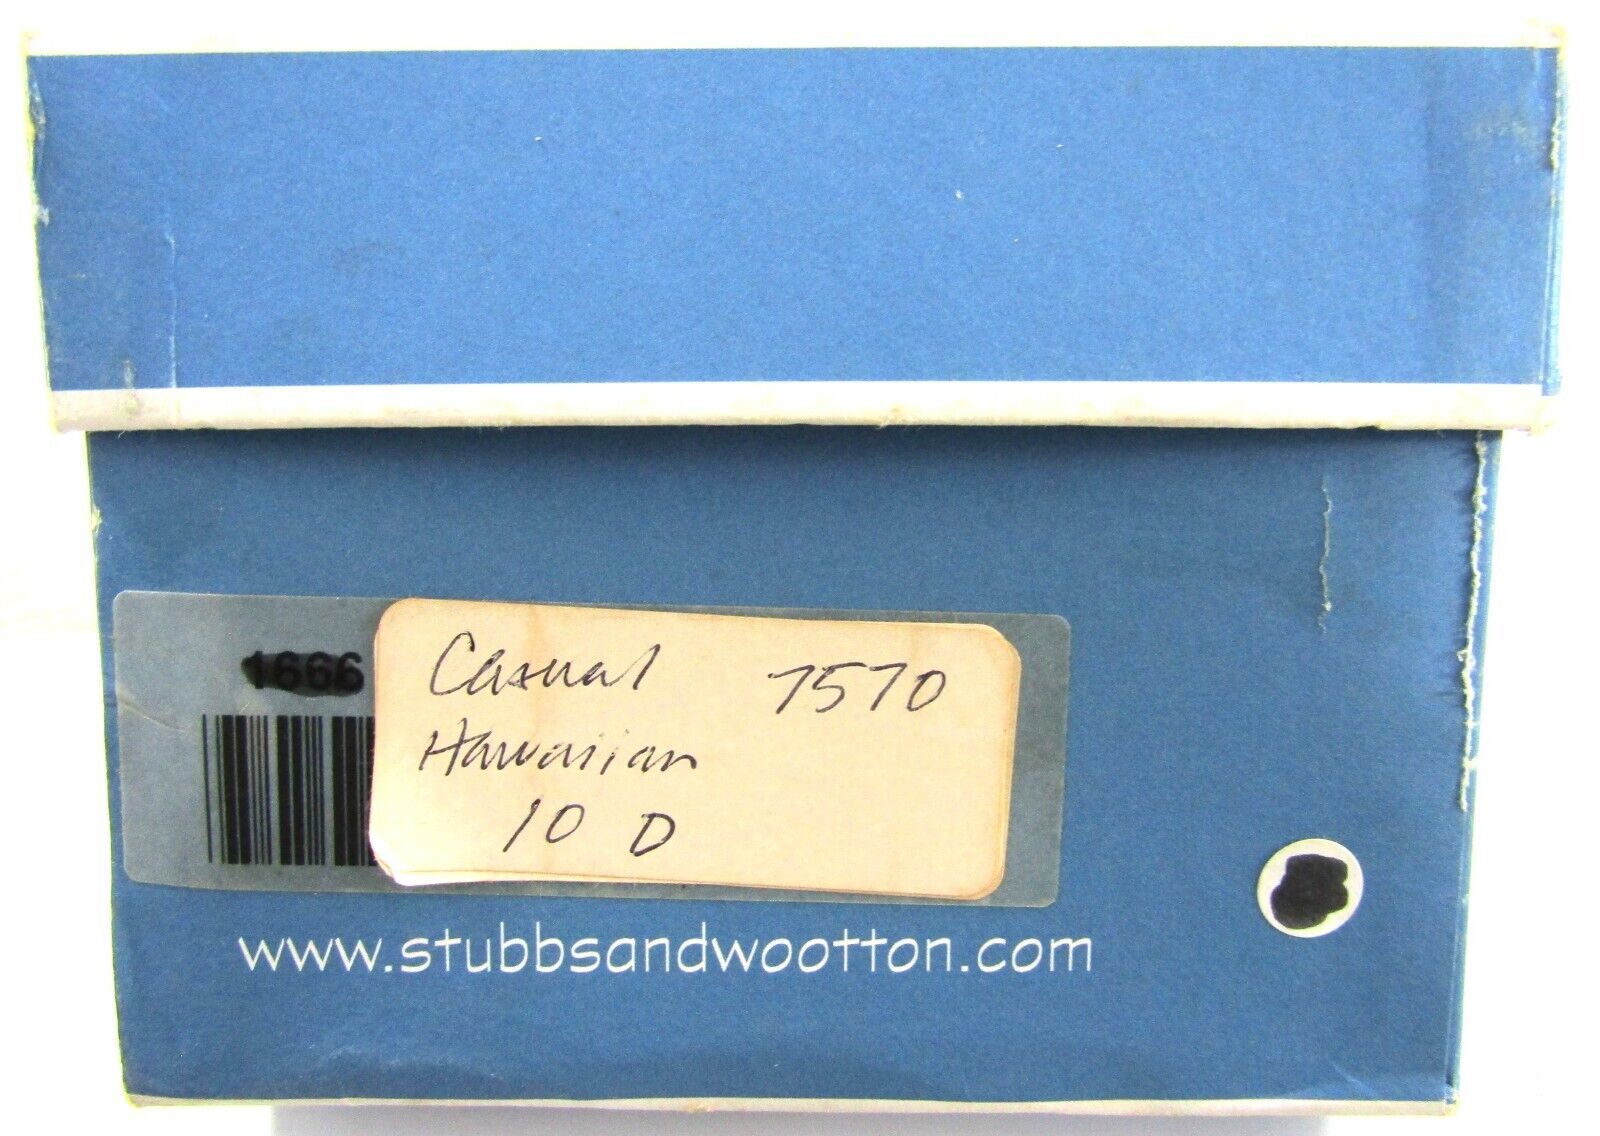 1666
Casual 7570
Hawaiian
10 D
www.stubbsandwootton.com